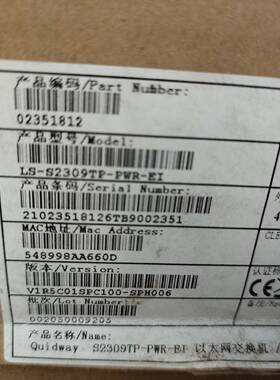 产品编码/Part Number:
02351812
产品型号/Model:
LS-S2309TP-PWR-EI
产品条码/Serial Number
21023518126TB9002351
MAC地址/Mac Address:
548998AA660D
版本/Version:
V1R5C01SPC100-SPH006
批次/Lot Number
002050009205
产品名称/Name:
Quidway S2309TP-PWR-EI 以太网交换机